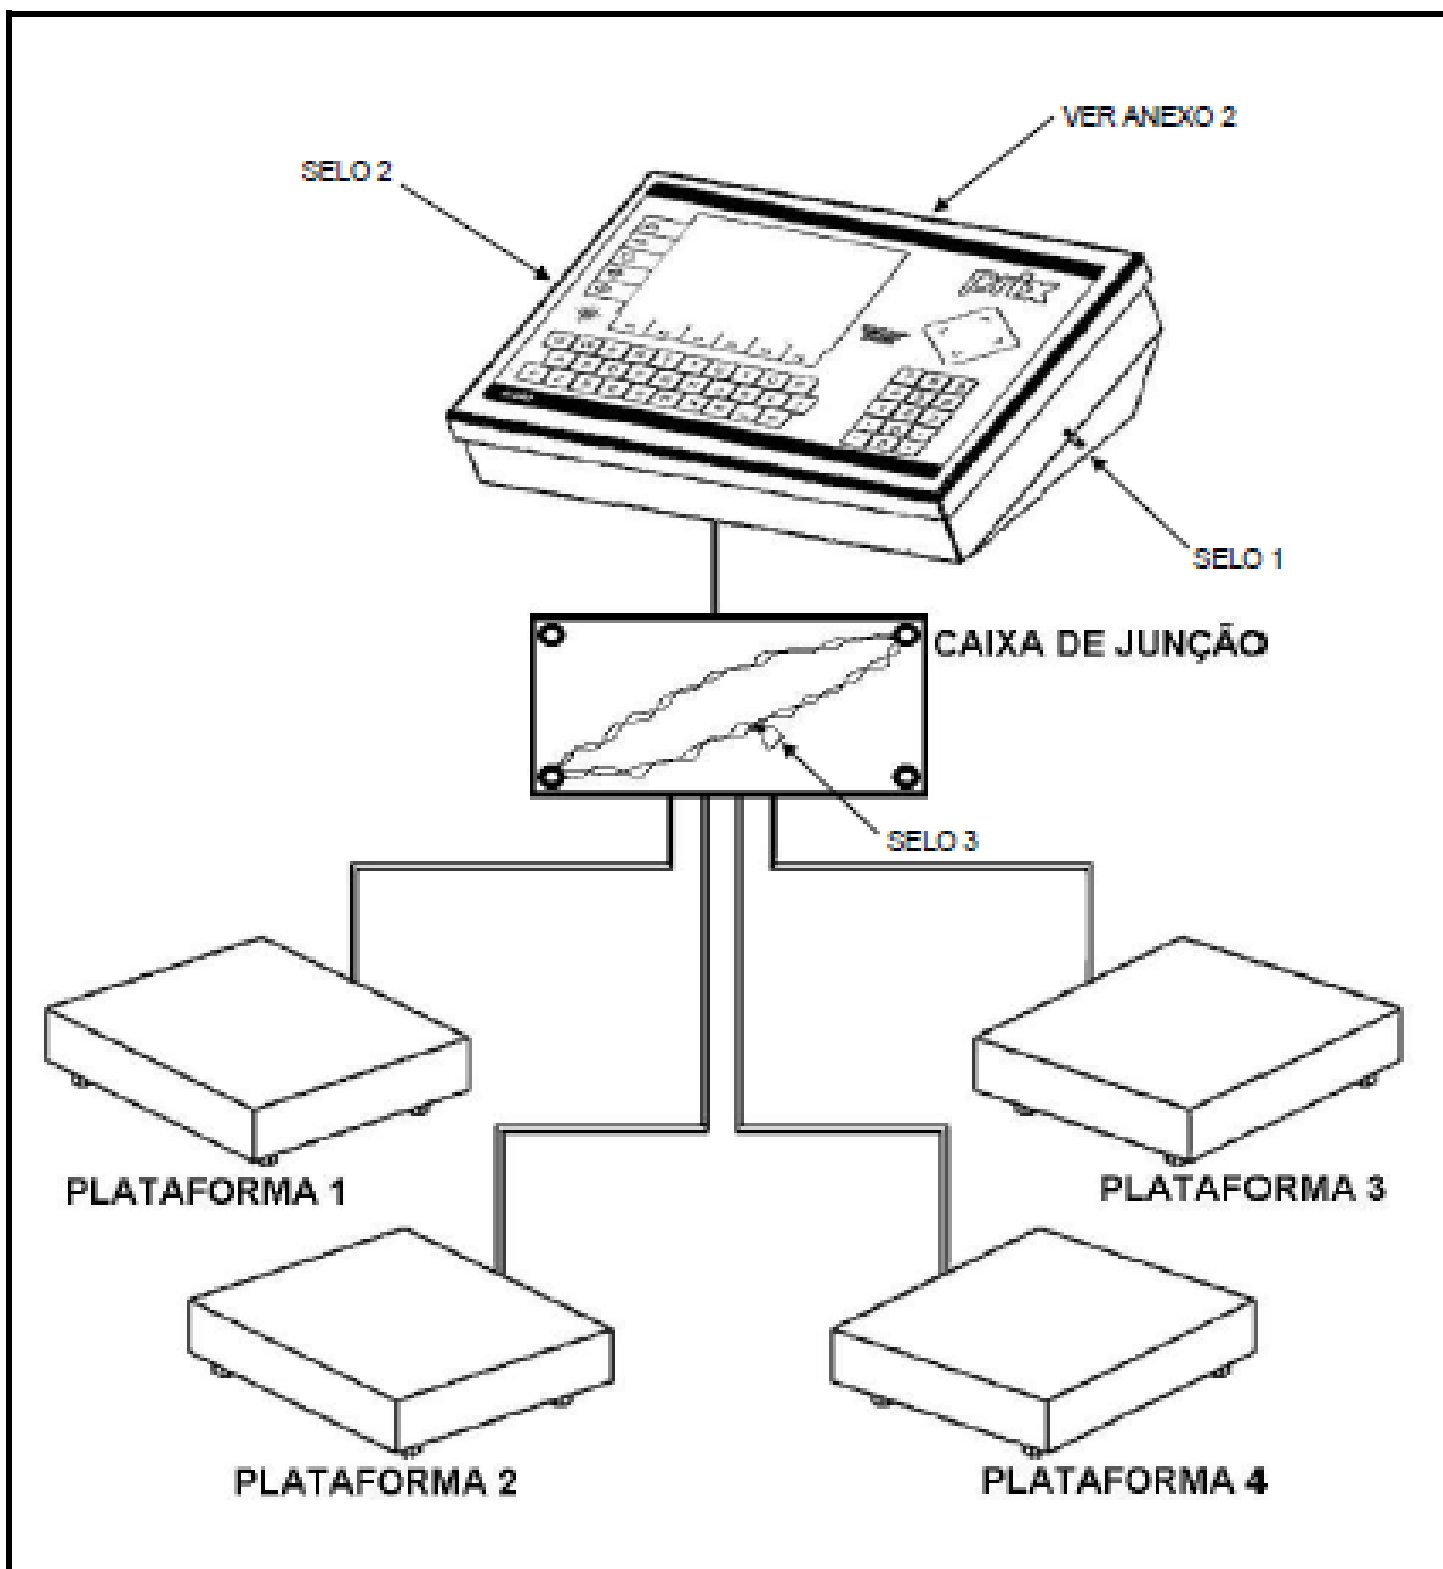 VER ANEXO 2
SELO 2
prix
SELO 1
CAIXA DE JUNÇÃO
SELO 3
PLATAFORMA 1
PLATAFORMA 3
PLATAFORMA 2
PLATAFORMA 4